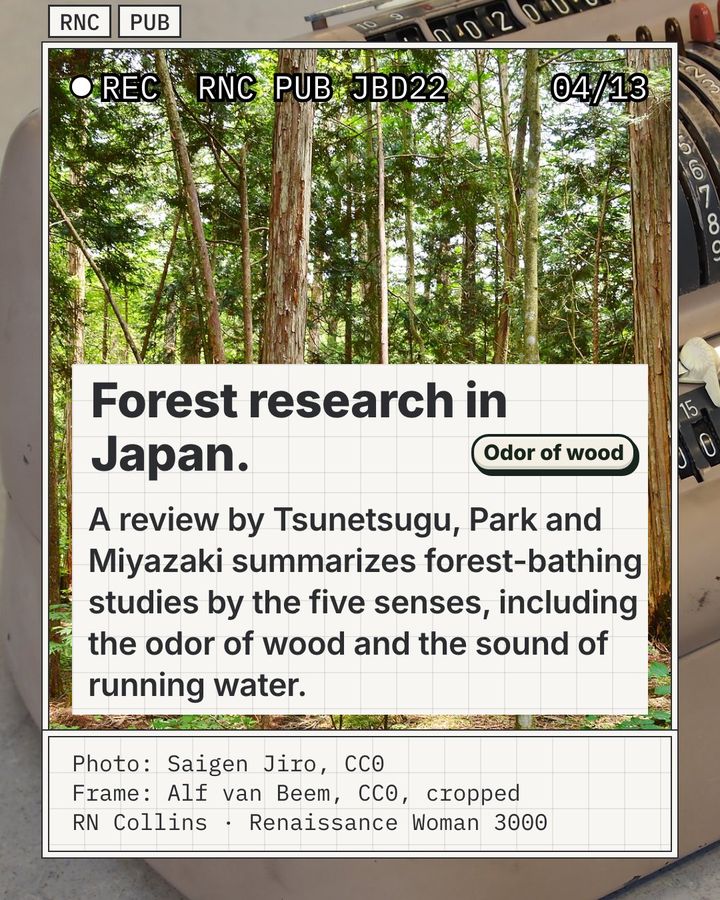 RNC PUB
REC RNC PUB JBD22 04/13
Forest research in
Japan.
Odor of wood
A review by Tsunetsugu, Park and
Miyazaki summarizes forest-bathing
studies by the five senses, including
the odor of wood and the sound of
running water.
Photo: Saigen Jiro, CC0
Frame: Alf van Beem, CC0, cropped
RN Collins · Renaissance Woman 3000